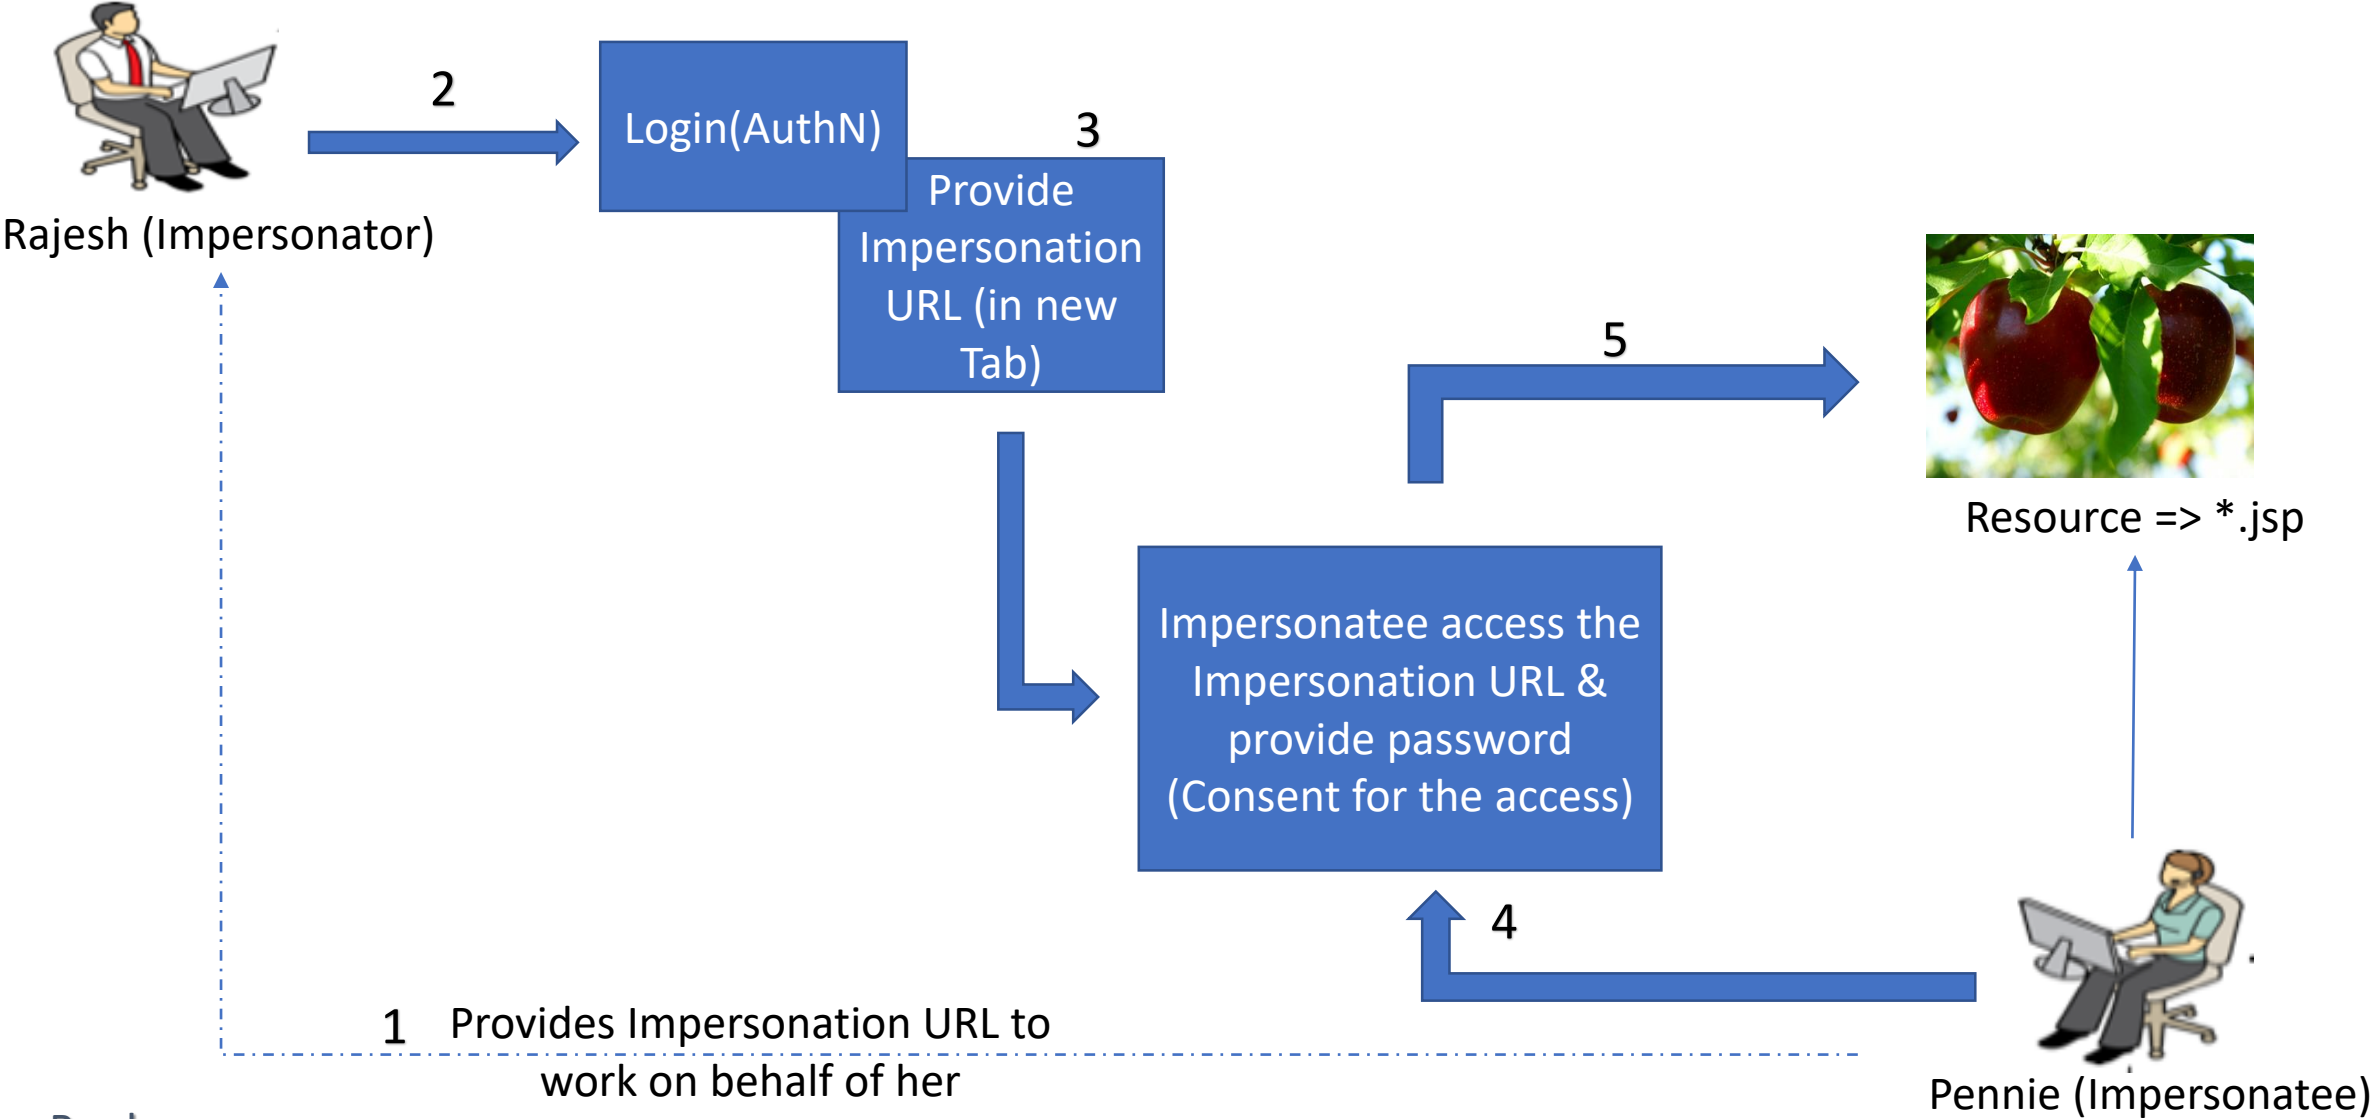 2
Login(AuthN)
3
Provide
Impersonation
URL (in new
Tab)
Rajesh (Impersonator)
5
Resource => *.jsp
Impersonatee access the
Impersonation URL &
provide password
(Consent for the access)
4
1 Provides Impersonation URL to
work on behalf of her
Pennie (Impersonatee)